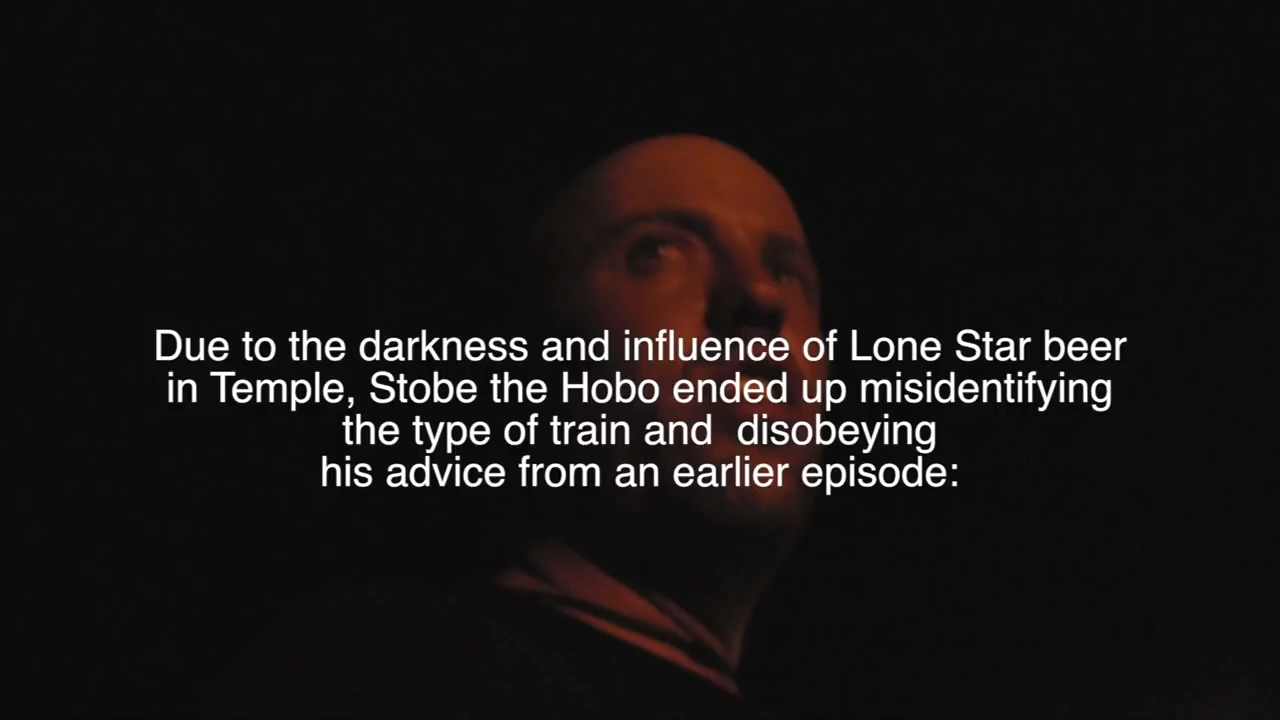 Due to the darkness and influence of Lone Star beer
in Temple, Stobe the Hobo ended up misidentifying
the type of train and  disobeying
his advice from an earlier episode: